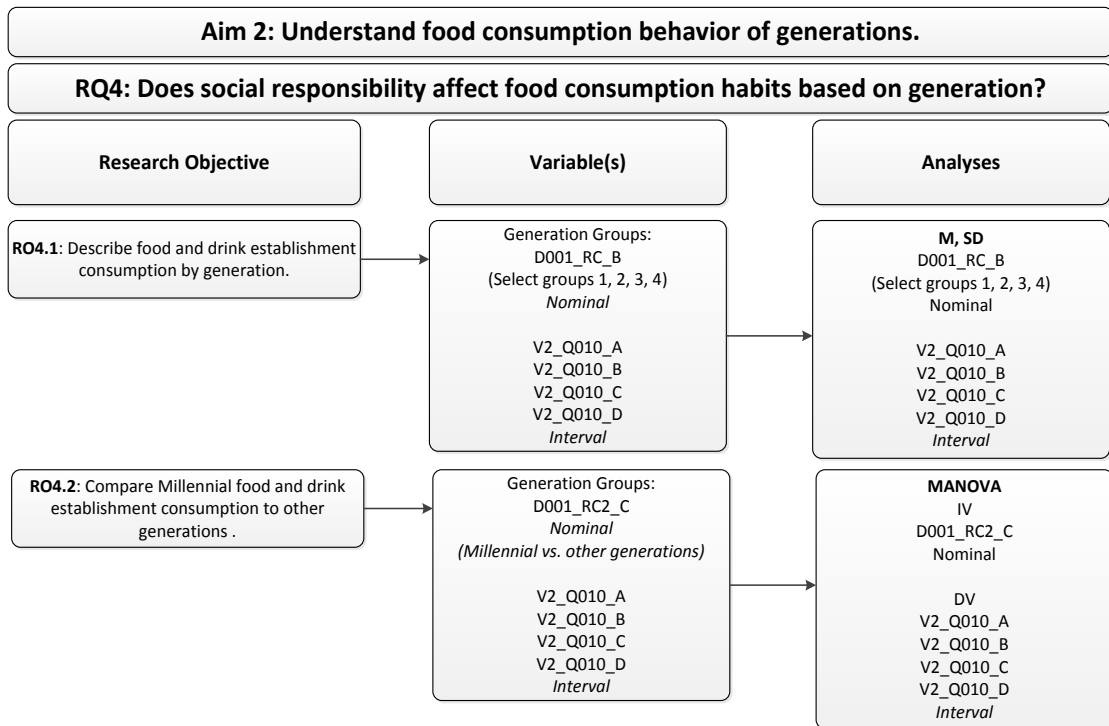 Aim 2: Understand food consumption behavior of generations.
RQ4: Does social responsibility affect food consumption habits based on generation?
Research Objective
Variable(s)
Analyses
RO4.1: Describe food and drink establishment
consumption by generation.
Generation Groups:
D001_RC_B
(Select groups 1, 2, 3, 4)
Nominal
V2_Q010_A
V2_Q010_B
V2_Q010_C
V2_Q010_D
Interval
M, SD
D001_RC_B
(Select groups 1, 2, 3, 4)
Nominal
V2_Q010_A
V2_Q010_B
V2_Q010_C
V2_Q010_D
Interval
RO4.2: Compare Millennial food and drink
establishment consumption to other
generations .
Generation Groups:
D001_RC2_C
Nominal
(Millennial vs. other generations)
V2_Q010_A
V2_Q010_B
V2_Q010_C
V2_Q010_D
Interval
MANOVA
IV
D001_RC2_C
Nominal
DV
V2_Q010_A
V2_Q010_B
V2_Q010_C
V2_Q010_D
Interval